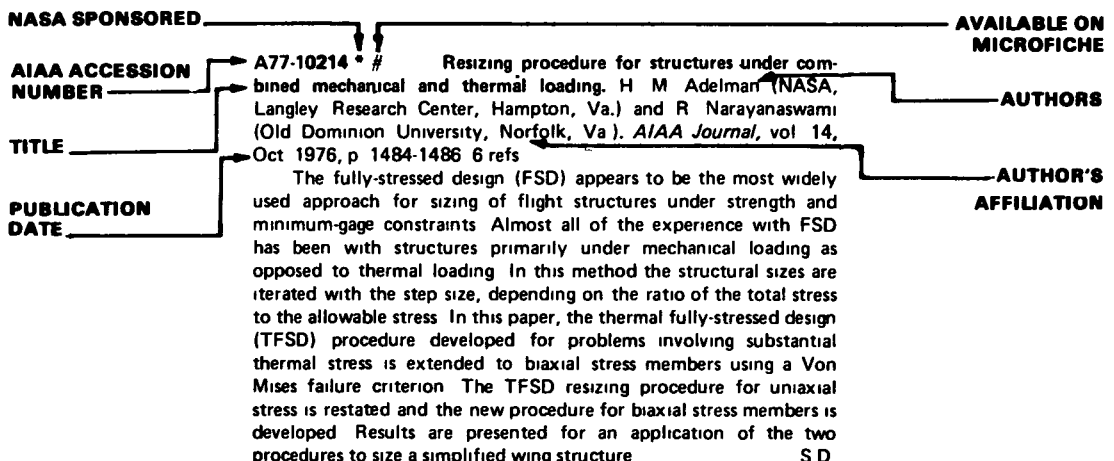 NASA SPONSORED
AVAILABLE ON
MICROFICHE
AIAA ACCESSION
NUMBER
A77-10214 * # Resizing procedure for structures under com-
bined mechanical and thermal loading. H M Adelman (NASA,
AUTHORS
Langley Research Center, Hampton, Va.) and R Narayanaswami
(Old Dominion University, Norfolk, Va ). AIAA Journal, vol 14,
TITLE
Oct 1976, p 1484-1486 6 refs
AUTHOR'S
AFFILIATION
PUBLICATION
DATE
The fully-stressed design (FSD) appears to be the most widely
used approach for sizing of flight structures under strength and
minimum-gage constraints Almost all of the experience with FSD
has been with structures primarily under mechanical loading as
opposed to thermal loading In this method the structural sizes are
iterated with the step size, depending on the ratio of the total stress
to the allowable stress In this paper, the thermal fully-stressed design
(TFSD) procedure developed for problems involving substantial
thermal stress is extended to biaxial stress members using a Von
Mises failure criterion The TFSD resizing procedure for uniaxial
stress is restated and the new procedure for biaxial stress members is
developed Results are presented for an application of the two
procedures to size a simplified wing structure S D